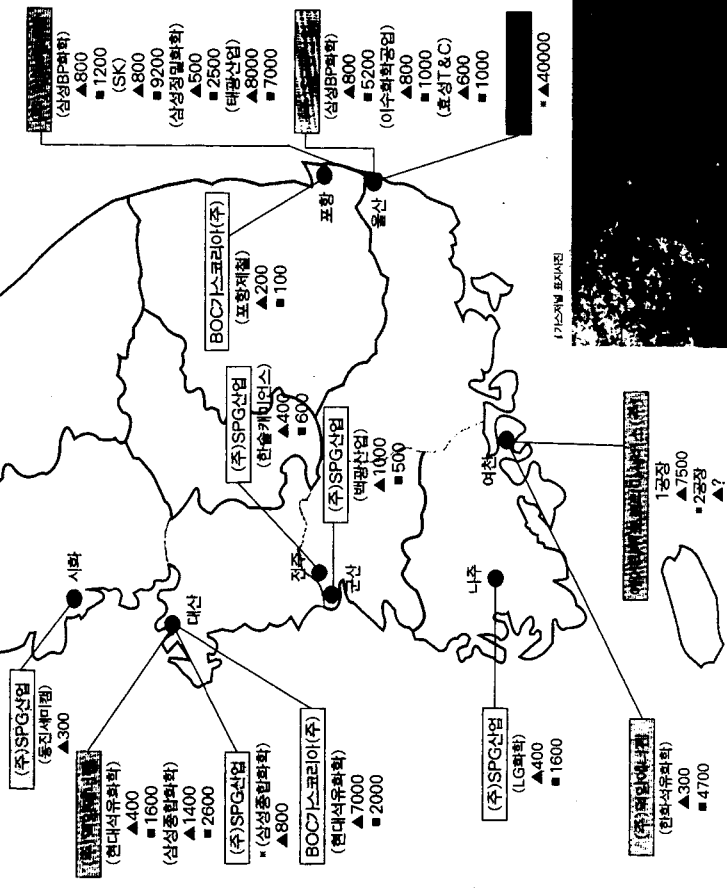 (삼성BP화학)
▲800
■1200
(SK)
■9200
(삼성정밀화학)
▲500
■2500
(태광산업)
▲8000
■7000
(삼성BP화학)
▲800
■5200
(이수화학공업)
▲800
■1000
(효성T&C)
▲600
■1000
*▲40000
포항
울산
BOC가스코리아(주)
(포항제철)
▲200
■100
(주)SPG산업
(한솔케미언스)
▲400
■600
(주)SPG산업
(백광산업)
▲1000
■500
전주
군산
여천
1공장
▲7500
*2공장
▲?
나주
시화
대산
(주)SPG산업
(동진세미켐)
▲300
(현대석유화학)
▲400
■1600
(삼성종합화학)
▲1400
■2600
(주)SPG산업
*(삼성종합화학)
▲800
BOC가스코리아(주)
(현대석유화학)
▲7000
■2000
(주)SPG산업
(LG화학)
▲400
■1600
(한화석유화학)
▲300
■4700